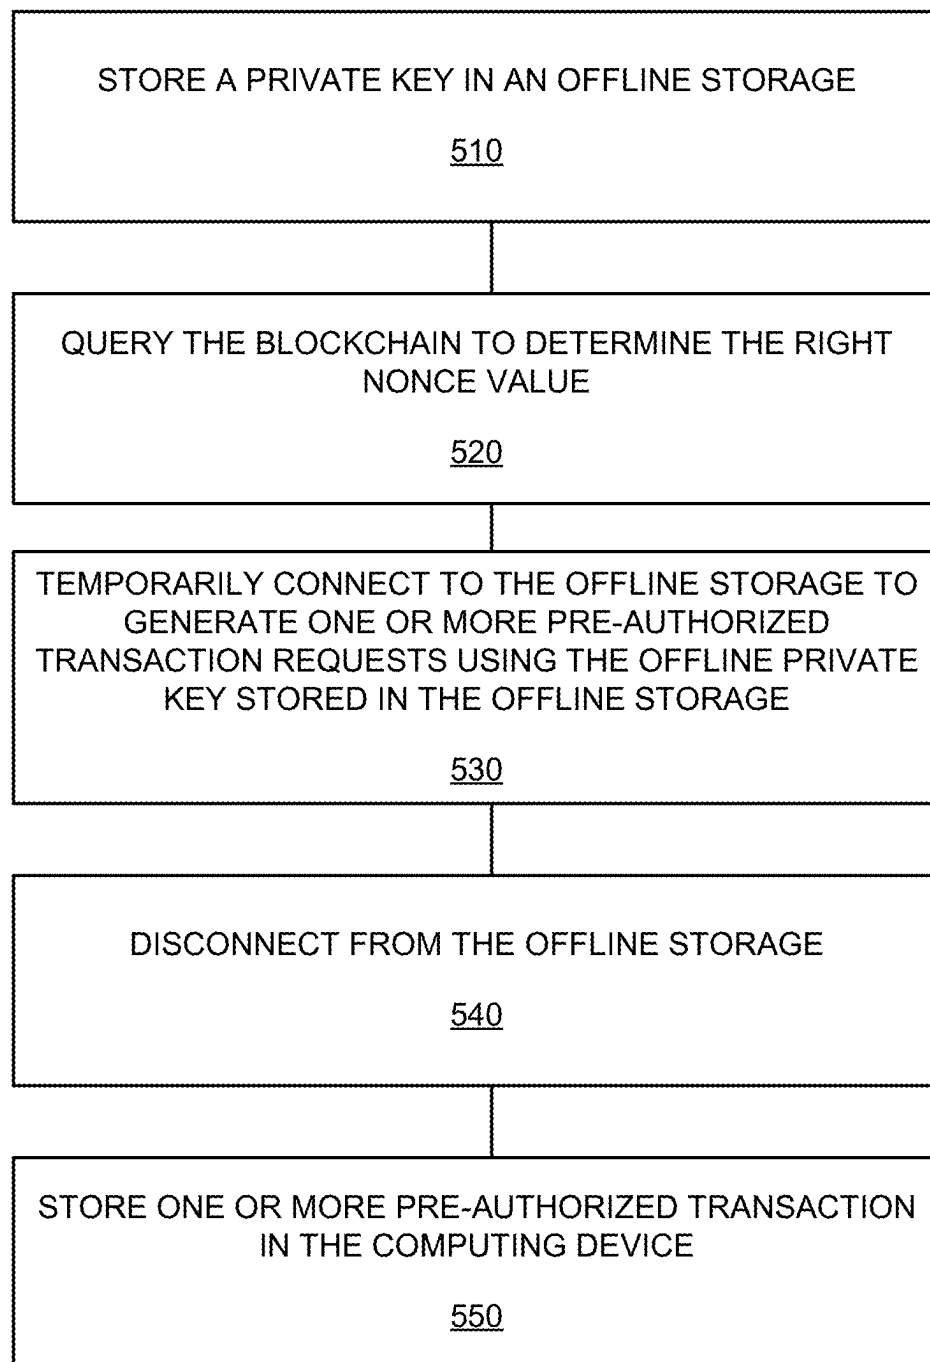 STORE A PRIVATE KEY IN AN OFFLINE STORAGE
510
QUERY THE BLOCKCHAIN TO DETERMINE THE RIGHT
NONCE VALUE
520
TEMPORARILY CONNECT TO THE OFFLINE STORAGE TO
GENERATE ONE OR MORE PRE-AUTHORIZED
TRANSACTION REQUESTS USING THE OFFLINE PRIVATE
KEY STORED IN THE OFFLINE STORAGE
530
DISCONNECT FROM THE OFFLINE STORAGE
540
STORE ONE OR MORE PRE-AUTHORIZED TRANSACTION
IN THE COMPUTING DEVICE
550